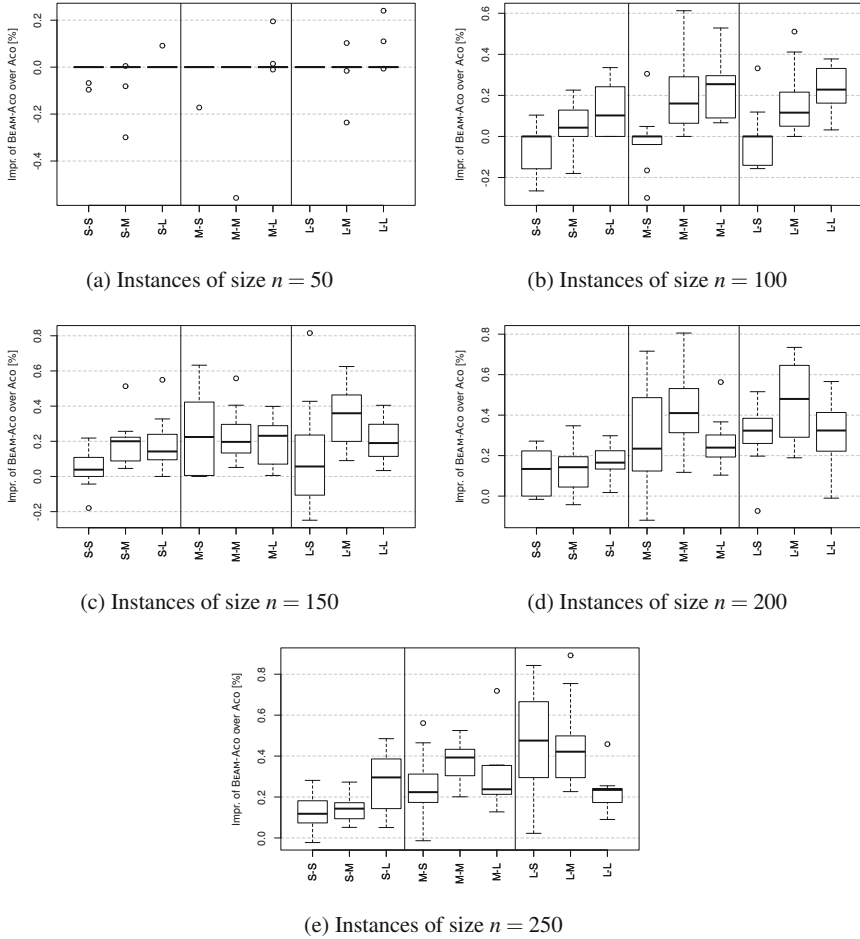 Impr. of BEAM-ACO over ACO [%]
0.2
0.0
-0.2
-0.4
S-S
S-M
S-L
M-S
M-M
M-L
L-S
L-M
L-L
(a) Instances of size n = 50
Impr. of BEAM-ACO over ACO [%]
0.6
0.4
0.2
0.0
-0.2
S-S
S-M
S-L
M-S
M-M
M-L
L-S
L-M
L-L
(b) Instances of size n = 100
Impr. of BEAM-ACO over ACO [%]
0.8
0.6
0.4
0.2
0.0
-0.2
S-S
S-M
S-L
M-S
M-M
M-L
L-S
L-M
L-L
(c) Instances of size n = 150
Impr. of BEAM-ACO over ACO [%]
0.8
0.6
0.4
0.2
0.0
S-S
S-M
S-L
M-S
M-M
M-L
L-S
L-M
L-L
(d) Instances of size n = 200
Impr. of BEAM-ACO over ACO [%]
0.8
0.6
0.4
0.2
0.0
S-S
S-M
S-L
M-S
M-M
M-L
L-S
L-M
L-L
(e) Instances of size n = 250